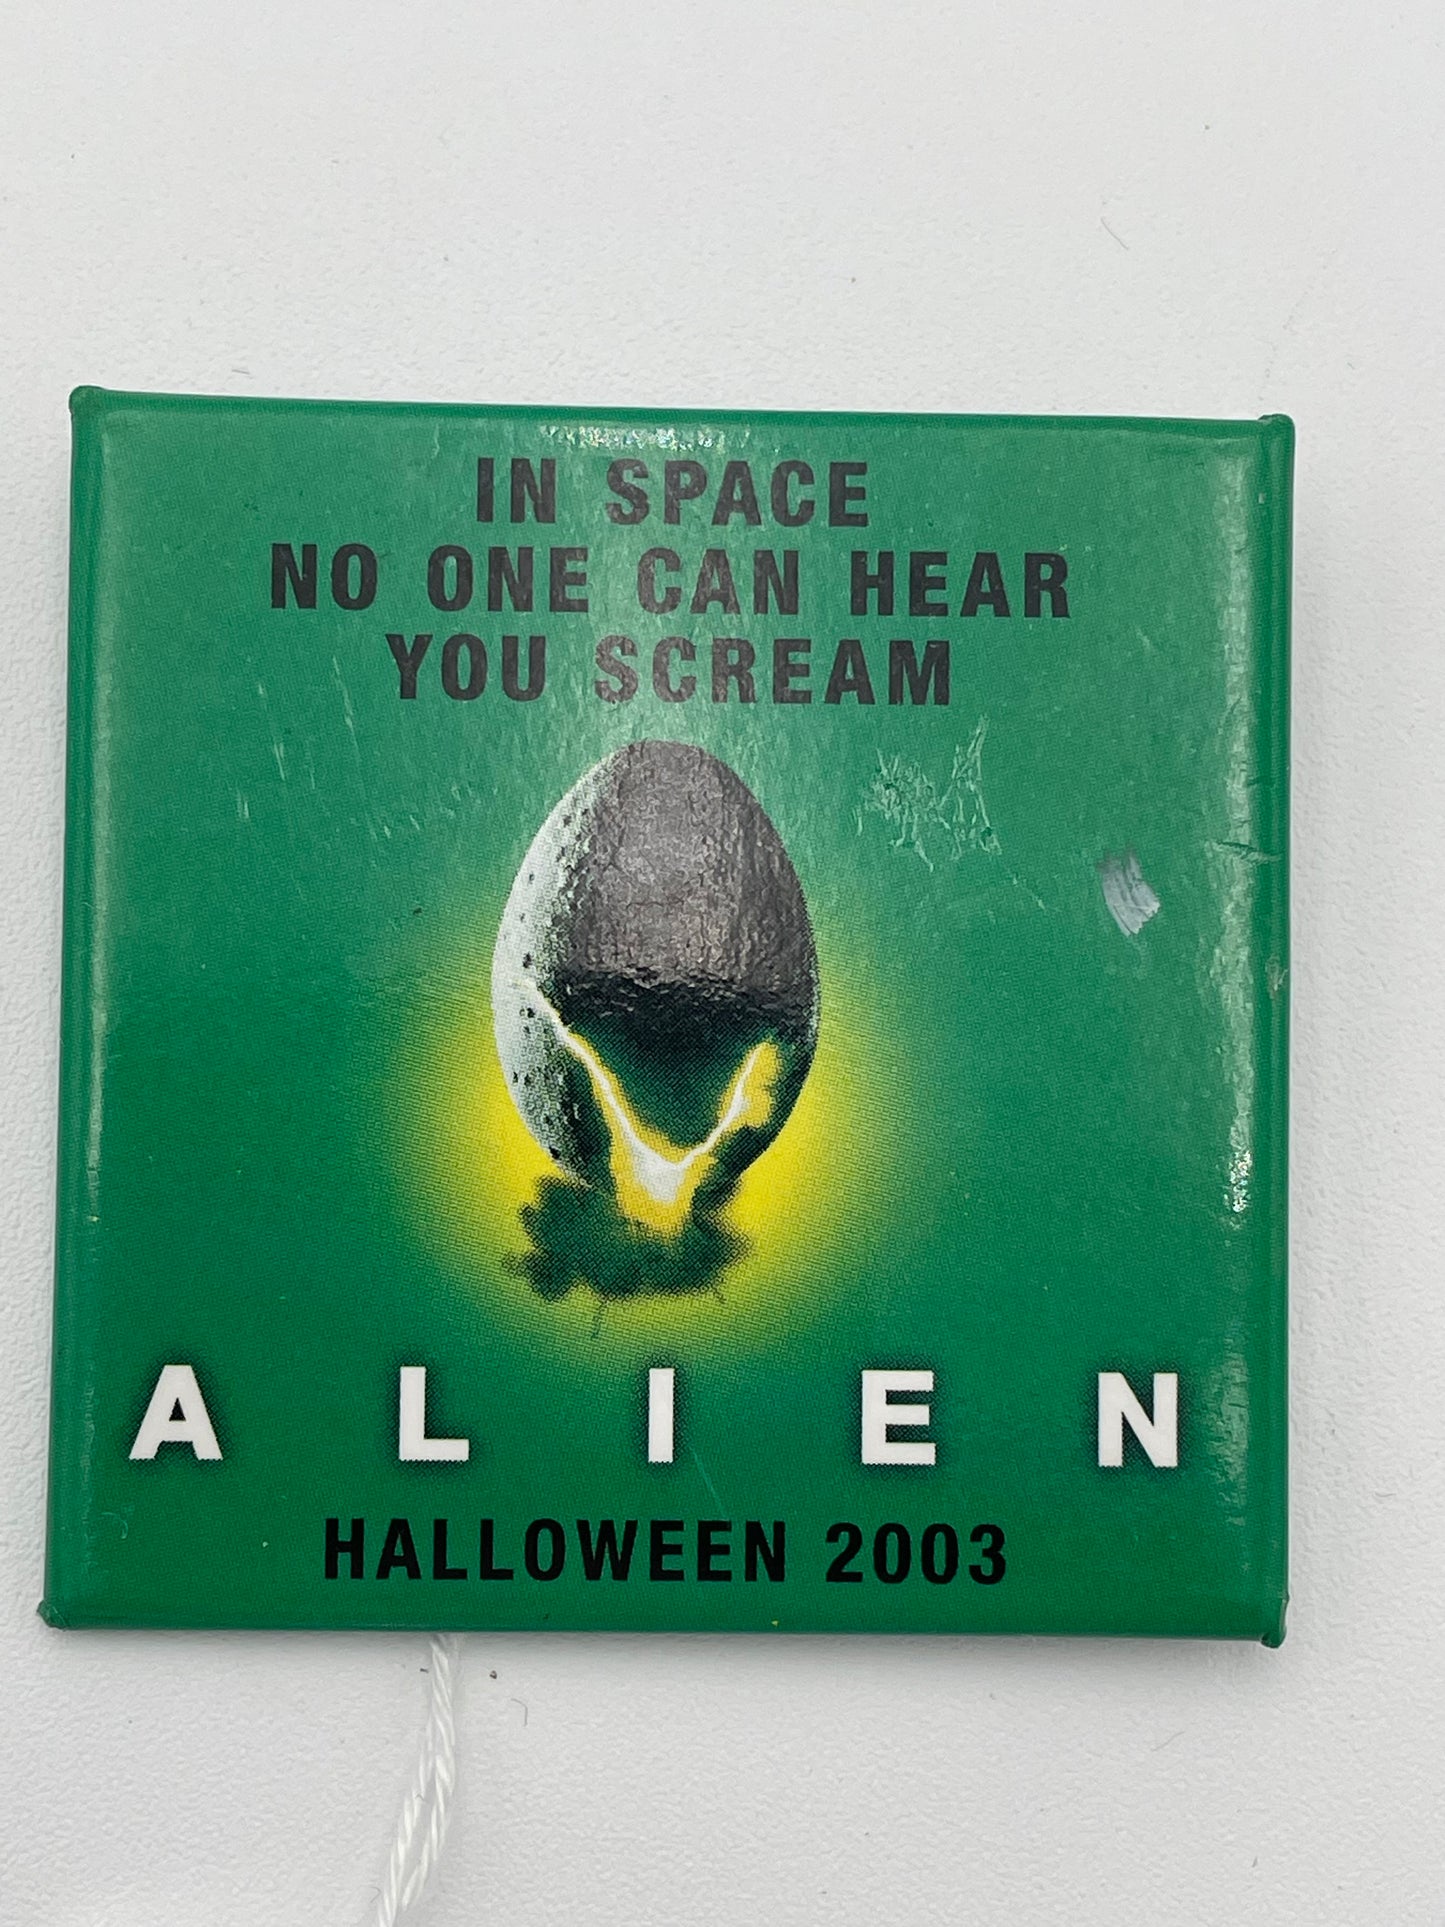 IN SPACE
NO ONE CAN HEAR
YOU SCREAM
ALIEN
HALLOWEEN 2003